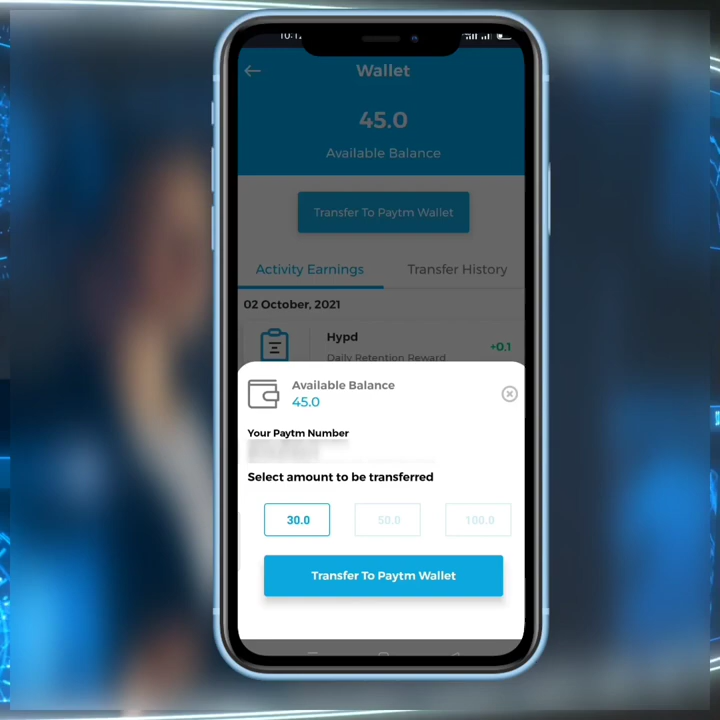 Wallet
45.0
Available Balance
Transfer To Paytm Wallet
Activity Earnings
Transfer History
02 October, 2021
Hypd
+0.1
Daily Retention Reward
Available Balance
45.0
Your Paytm Number
Select amount to be transferred
30.0
50.0
100.0
Transfer To Paytm Wallet